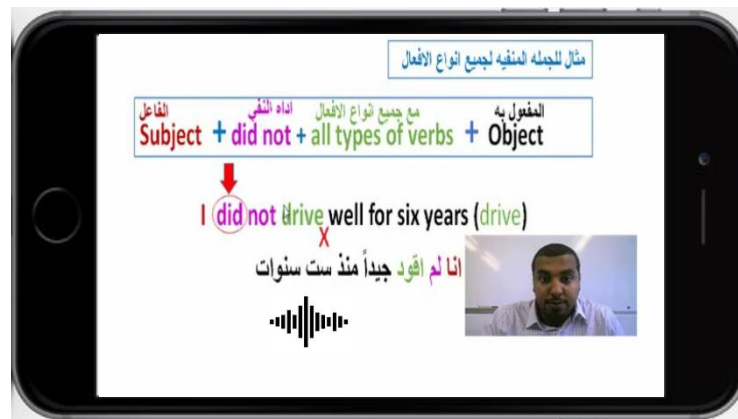 مثال للجمله المنفيه لجميع انواع الافعال
الفاعل اداه النفي مع جميع انواع الافعال المفعول به
Subject + did not + all types of verbs + Object
I did not drive well for six years (drive)
X
انا لم اقود جيداً منذ ست سنوات